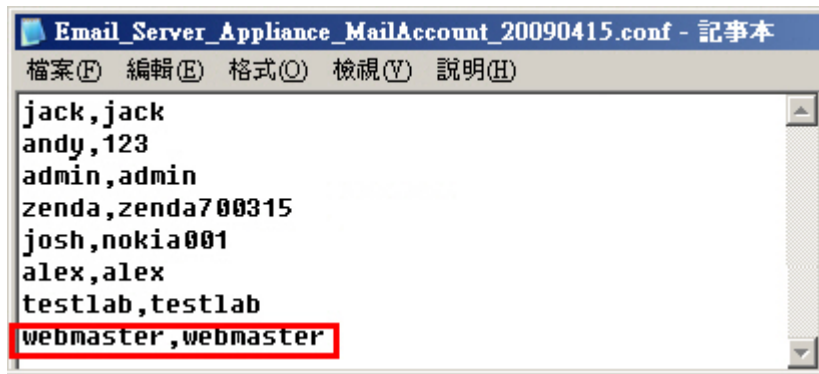 Email_Server_Appliance_MailAccount_20090415.conf - 記事本
檔案(F) 編輯(E) 格式(O) 檢視(V) 說明(H)
jack,jack
andy,123
admin,admin
zenda,zenda700315
josh,nokia001
alex,alex
testlab,testlab
webmaster,webmaster